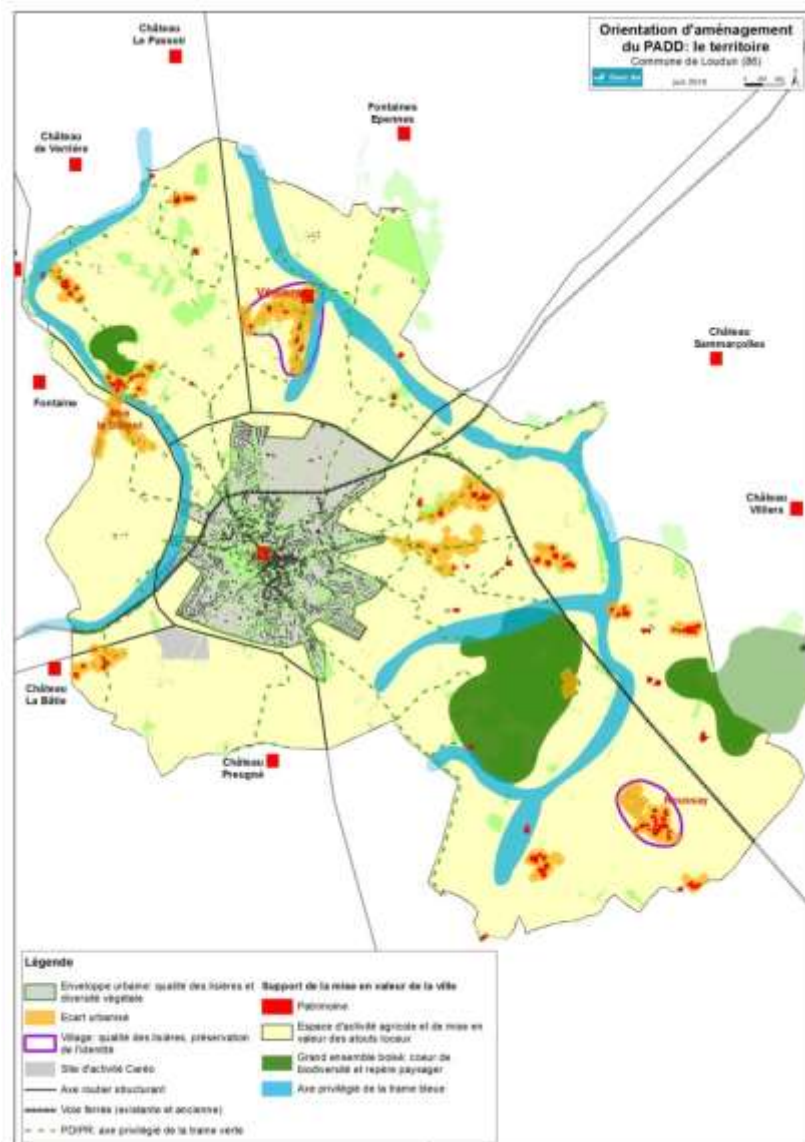 Orientation d'aménagement
du PADD: le territoire
Commune de Loudun (86)
juin 2018
Château
Le Passoir
Fontaines
Epennes
Château
de Verrière
Château
Sammarçolles
Fontaine
Château
Villiers
Château
La Bâtie
Château
Preugné
Rossay
Légende
Enveloppe urbaine: qualité des lisières et
diversité végétale
Ecart urbanisé
Village: qualité des lisières, préservation
de l'identité
Site d'activité Caréo
Axe routier structurant
Voie ferrée (existante et ancienne)
PDIPR: axe privilégié de la trame verte
Support de la mise en valeur de la ville
Patrimoine
Espace d'activité agricole et de mise en
valeur des atouts locaux
Grand ensemble boisé: coeur de
biodiversité et repère paysager
Axe privilégié de la trame bleue